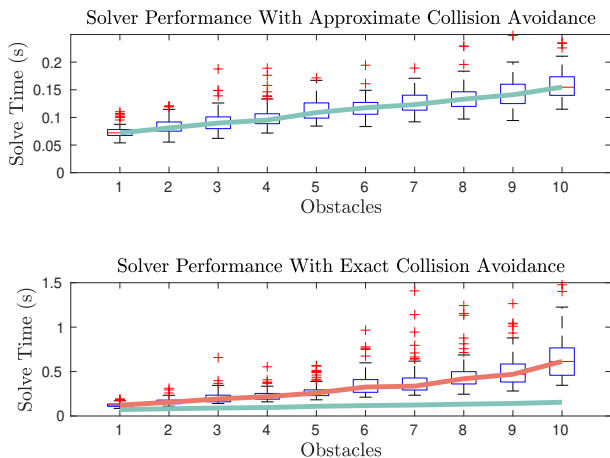 Solver Performance With Approximate Collision Avoidance
0.2
0.15
0.1
0.05
0
Solve Time (s)
1 2 3 4 5 6 7 8 9 10
Obstacles
Solver Performance With Exact Collision Avoidance
1.5
1
0.5
0
Solve Time (s)
1 2 3 4 5 6 7 8 9 10
Obstacles